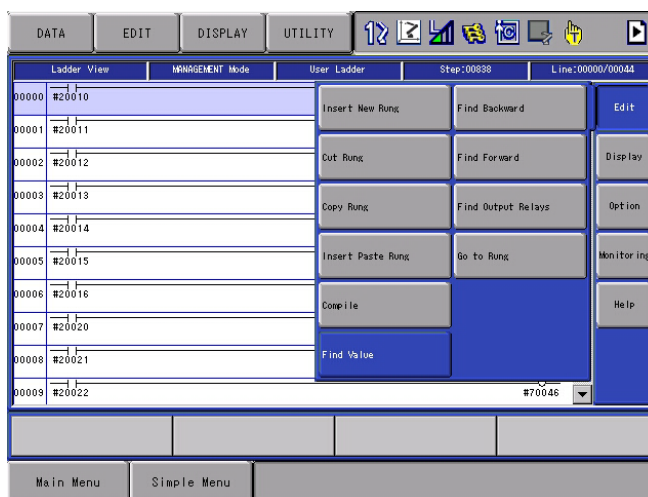 DATA EDIT DISPLAY UTILITY
Ladder View MANAGEMENT Mode User Ladder Step:00838 Line:00000/00044
00000 #20010
00001 #20011
00002 #20012
00003 #20013
00004 #20014
00005 #20015
00006 #20016
00007 #20020
00008 #20021
00009 #20022 #70046
Insert New Rung Find Backward
Cut Rung Find Forward
Copy Rung Find Output Relays
Insert Paste Rung Go to Rung
Compile
Find Value
Edit
Display
Option
Monitoring
Help
Main Menu Simple Menu